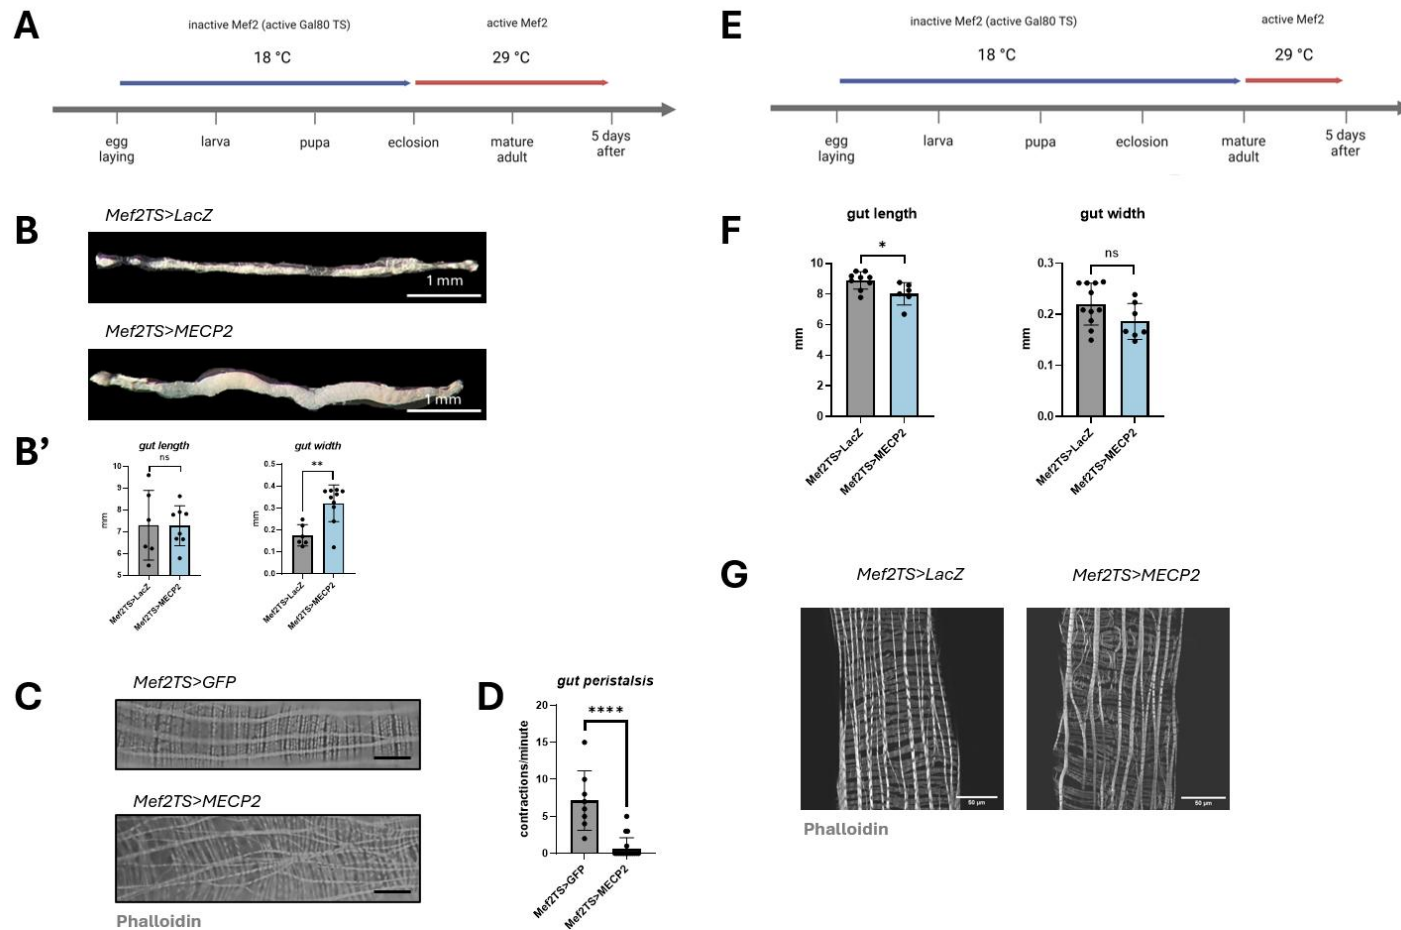 A
inactive Mef2 (active Gal80 TS)
active Mef2
18 °C
29 °C
egg
laying
larva
pupa
eclosion
mature
adult
5 days
after
B
Mef2TS>LacZ
1 mm
Mef2TS>MECP2
1 mm
B’
gut length
ns
10
9
8
7
6
5
mm
Mef2TS>LacZ
Mef2TS>MECP2
gut width
**
0.5
0.4
0.3
0.2
0.1
0.0
mm
Mef2TS>LacZ
Mef2TS>MECP2
C
Mef2TS>GFP
Mef2TS>MECP2
Phalloidin
D
gut peristalsis
****
20
15
10
5
0
contractions/minute
Mef2TS>GFP
Mef2TS>MECP2
E
inactive Mef2 (active Gal80 TS)
active Mef2
18 °C
29 °C
egg
laying
larva
pupa
eclosion
mature
adult
5 days
after
F
gut length
*
10
8
6
4
2
0
mm
Mef2TS>LacZ
Mef2TS>MECP2
gut width
ns
0.3
0.2
0.1
0.0
mm
Mef2TS>LacZ
Mef2TS>MECP2
G
Mef2TS>LacZ
Mef2TS>MECP2
50 µm
50 µm
Phalloidin